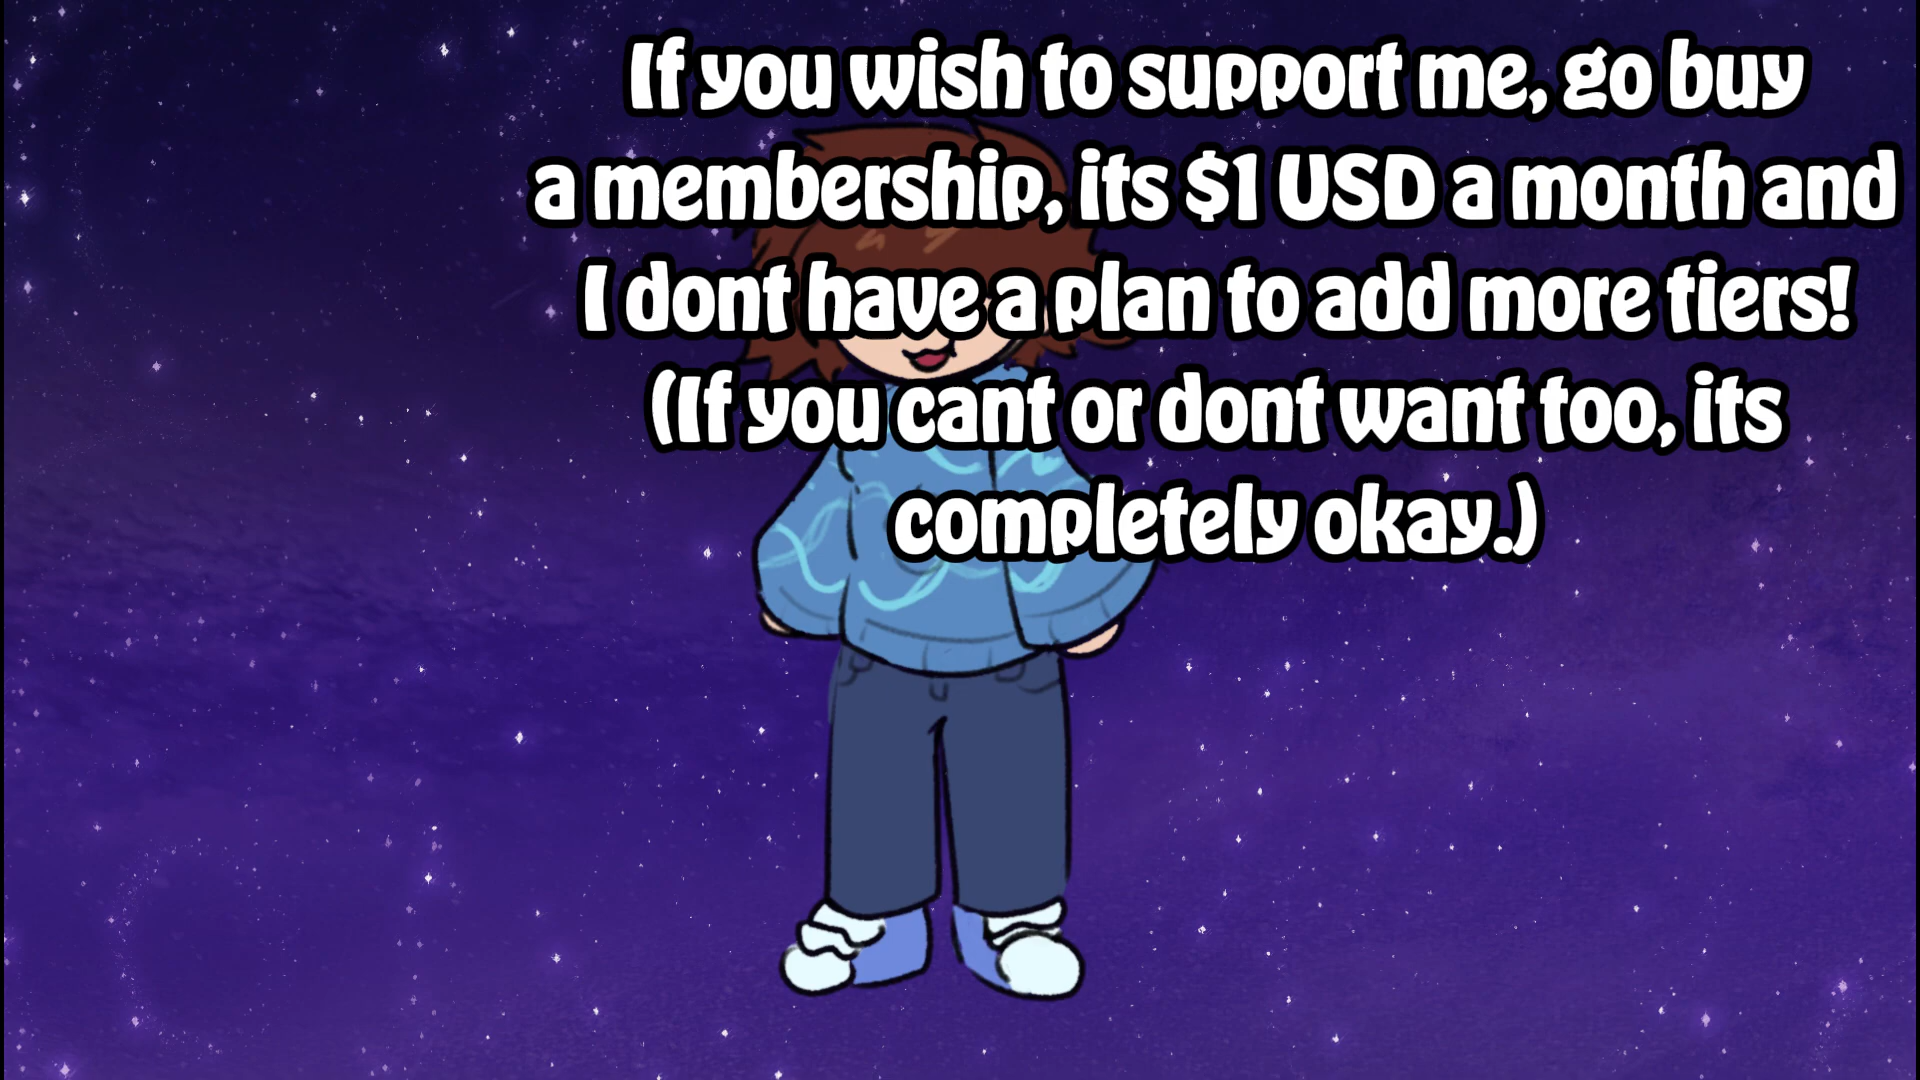 If you wish to support me, go buy
a membership, its $1 USD a month and
I dont have a plan to add more tiers!
(If you cant or dont want too, its
completely okay.)